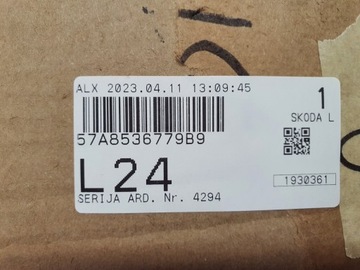 ALX 2023.04.11 13:09:45
1
SKODA L
57A8536779B9
L24
1930361
SERIJA ARD. Nr. 4294